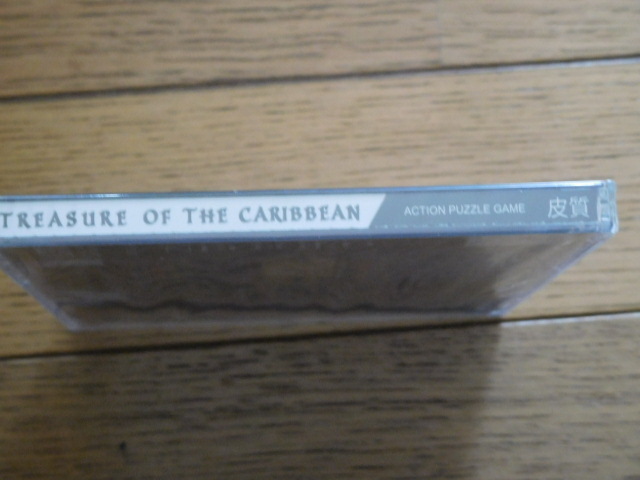 TREASURE OF THE CARIBBEAN ACTION PUZZLE GAME 皮質